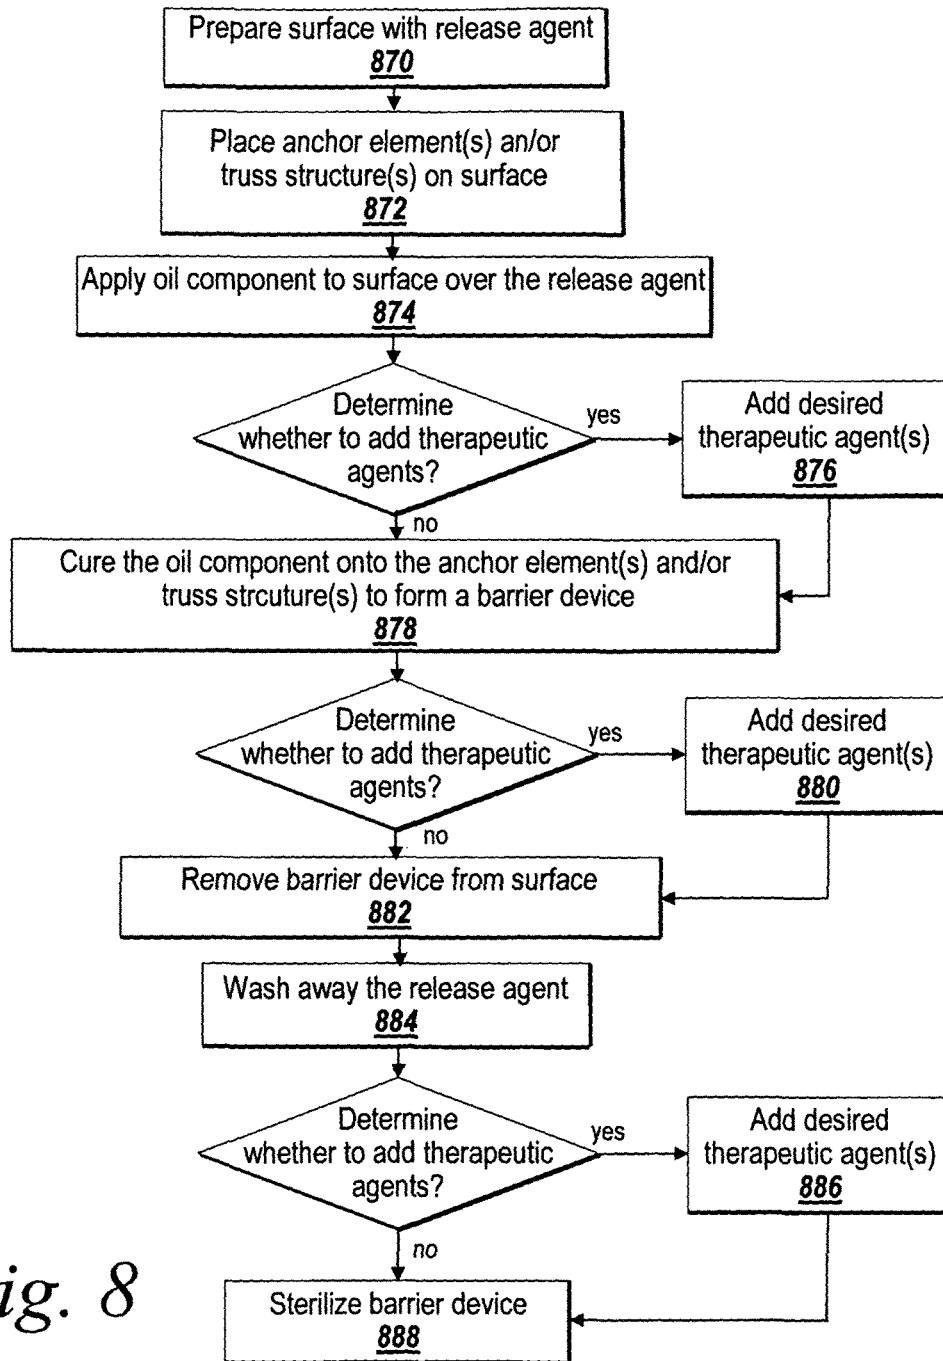 Prepare surface with release agent
870
Place anchor element(s) an/or
truss structure(s) on surface
872
Apply oil component to surface over the release agent
874
Determine
whether to add therapeutic
agents?
yes
Add desired
therapeutic agent(s)
876
no
Cure the oil component onto the anchor element(s) and/or
truss strcuture(s) to form a barrier device
878
Determine
whether to add therapeutic
agents?
yes
Add desired
therapeutic agent(s)
880
no
Remove barrier device from surface
882
Wash away the release agent
884
Determine
whether to add therapeutic
agents?
yes
Add desired
therapeutic agent(s)
886
no
Sterilize barrier device
888
ig. 8